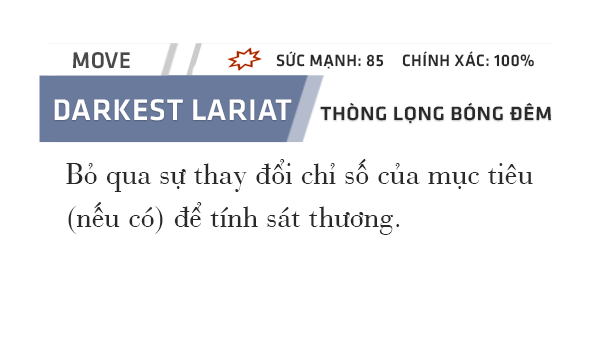 MOVE SỨC MẠNH: 85 CHÍNH XÁC: 100%
DARKEST LARIAT THÒNG LỌNG BÓNG ĐÊM
Bỏ qua sự thay đổi chỉ số của mục tiêu
(nếu có) để tính sát thương.